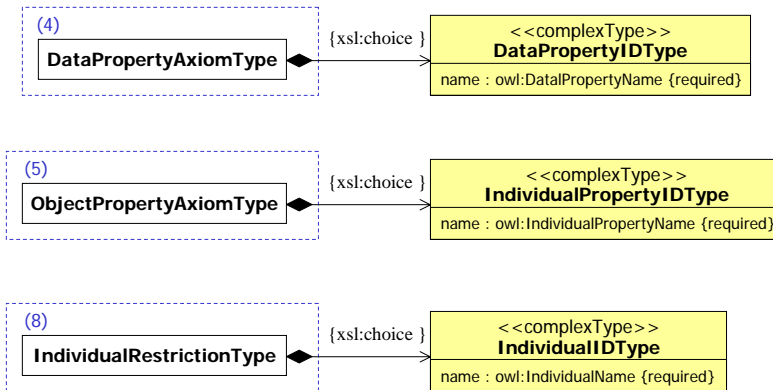 (4)
DataPropertyAxiomType
{xsl:choice }
<<complexType>>
DataPropertyIDType
name : owl:DatalPropertyName {required}
(5)
ObjectPropertyAxiomType
{xsl:choice }
<<complexType>>
IndividualPropertyIDType
name : owl:IndividualPropertyName {required}
(8)
IndividualRestrictionType
{xsl:choice }
<<complexType>>
IndividualIDType
name : owl:IndividualName {required}